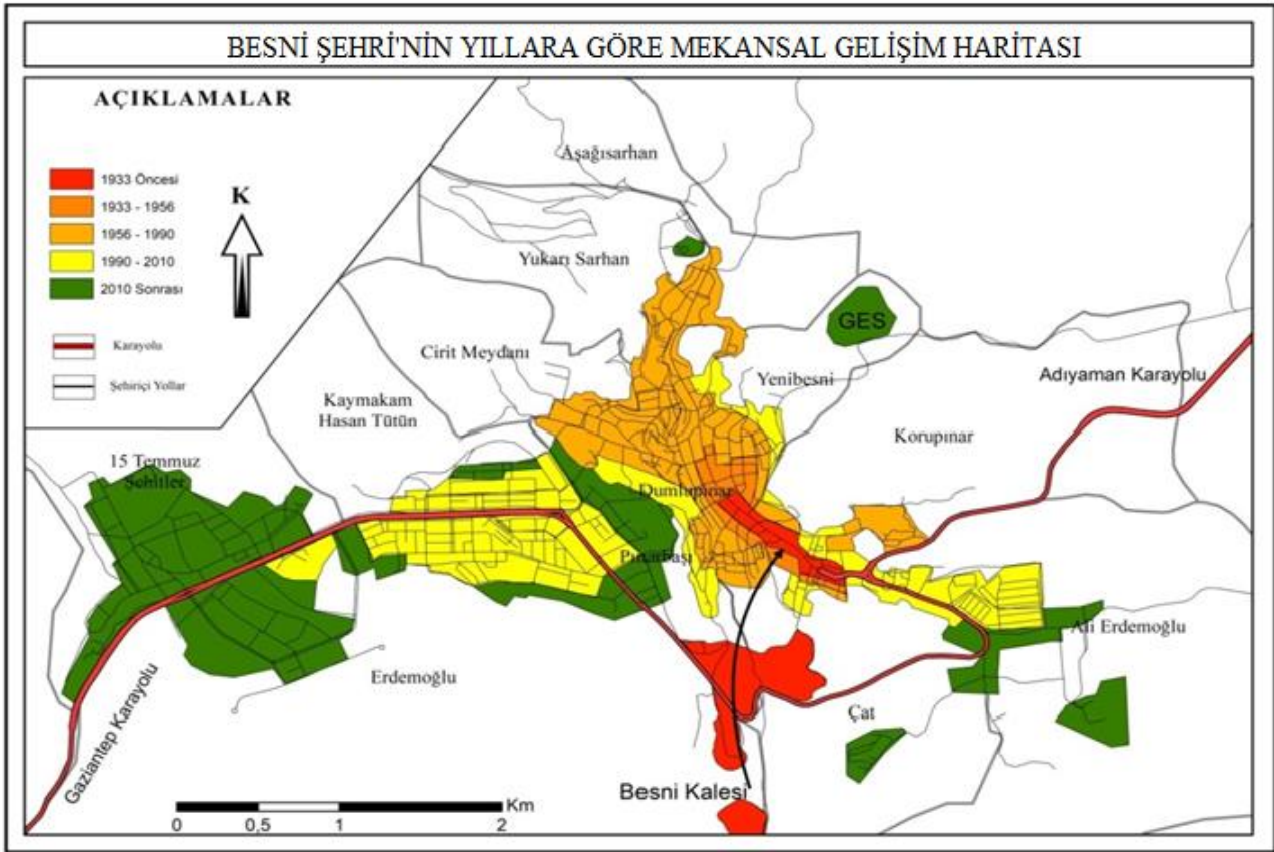 BESNİ ŞEHRİ'NİN YILLARA GÖRE MEKANSAL GELİŞİM HARİTASI
AÇIKLAMALAR
1933 Öncesi
1933 - 1956
1956 - 1990
1990 - 2010
2010 Sonrası
Karayolu
Şehiriçi Yollar
K
Aşağısarhan
Yukarı Sarhan
GES
Cirit Meydanı
Yenibesni
Adıyaman Karayolu
Kaymakam
Hasan Tütün
Korupınar
15 Temmuz
Şehitler
Dumlupınar
Pınarbaşı
Ali Erdemoğlu
Erdemoğlu
Çat
Gaziantep Karayolu
Besni Kalesi
Km
0 0,5 1 2